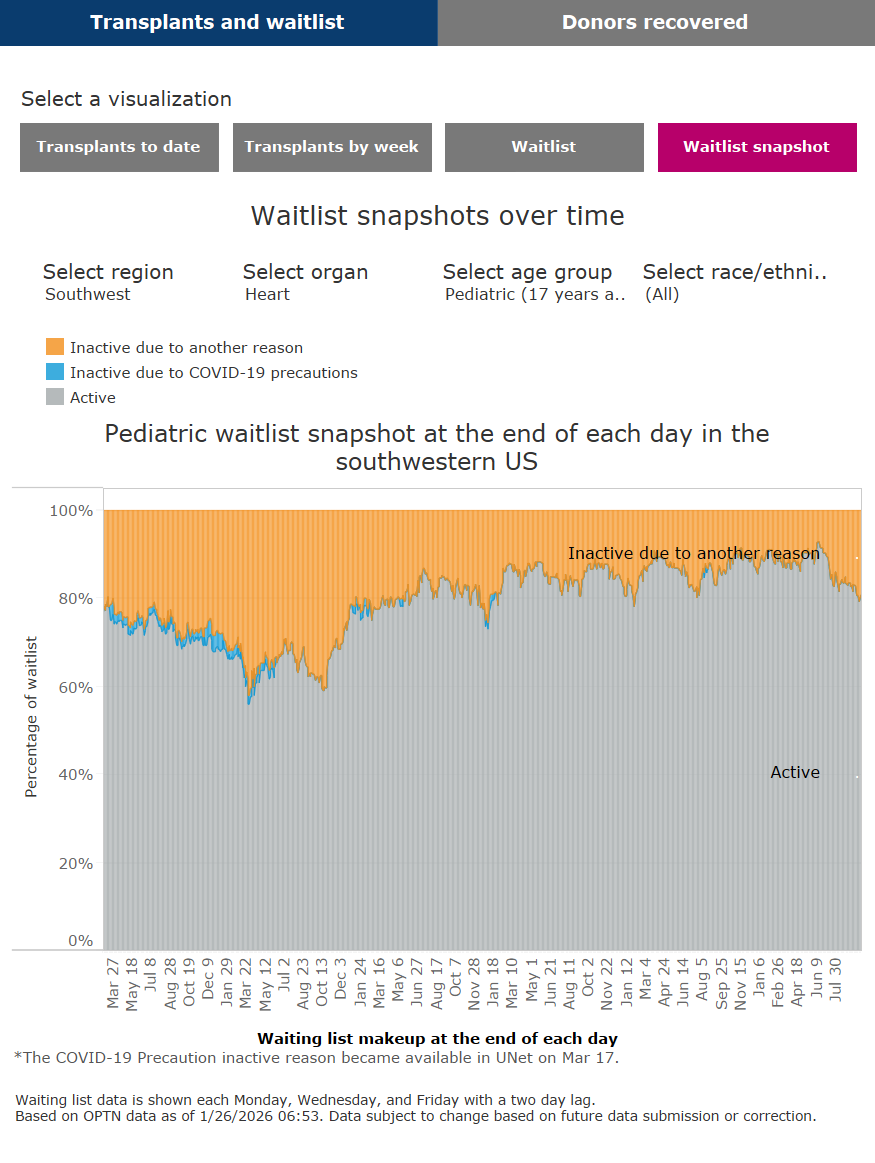 Transplants and waitlist
Donors recovered
Select a visualization
Transplants to date
Transplants by week
Waitlist
Waitlist snapshot
Waitlist snapshots over time
Select region
Select organ
Select age group
Select race/ethni..
Southwest
Heart
Pediatric (17 years a..
(All)
Inactive due to another reason
Inactive due to COVID-19 precautions
Active
Pediatric waitlist snapshot at the end of each day in the
southwestern US
100%
Inactive due to another reason
80%
60%
40%
Active
20%
0%
Percentage of waitlist
Mar 27
May 18
Jul 8
Aug 28
Oct 19
Dec 9
Jan 29
Mar 22
May 12
Jul 2
Aug 23
Oct 13
Dec 3
Jan 24
Mar 16
May 6
Jun 27
Aug 17
Oct 7
Nov 28
Jan 18
Mar 10
May 1
Jun 21
Aug 11
Oct 2
Nov 22
Jan 12
Mar 4
Apr 24
Jun 14
Aug 5
Sep 25
Nov 15
Jan 6
Feb 26
Apr 18
Jun 9
Jul 30
Waiting list makeup at the end of each day
*The COVID-19 Precaution inactive reason became available in UNet on Mar 17.
Waiting list data is shown each Monday, Wednesday, and Friday with a two day lag.
Based on OPTN data as of 1/26/2026 06:53. Data subject to change based on future data submission or correction.